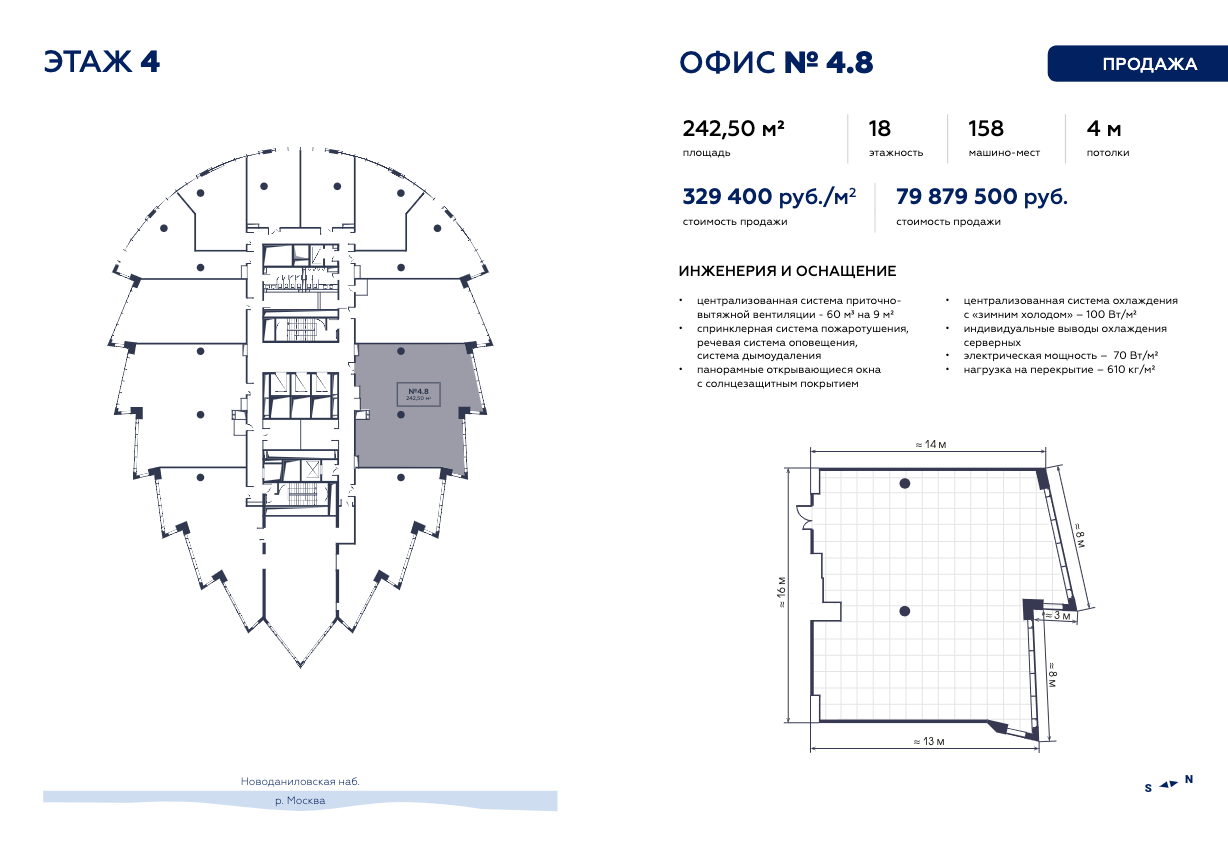 ЭТАЖ 4
№4.8
242,50 м²
Новоданиловская наб.
р. Москва
ОФИС № 4.8
ПРОДАЖА
242,50 м²
площадь
18
этажность
158
машино-мест
4 м
потолки
329 400 руб./м²
стоимость продажи
79 879 500 руб.
стоимость продажи
ИНЖЕНЕРИЯ И ОСНАЩЕНИЕ
• централизованная система приточно-
вытяжной вентиляции - 60 м³ на 9 м²
• спринклерная система пожаротушения,
речевая система оповещения,
система дымоудаления
• панорамные открывающиеся окна
с солнцезащитным покрытием
• централизованная система охлаждения
с «зимним холодом» – 100 Вт/м²
• индивидуальные выводы охлаждения
серверных
• электрическая мощность – 70 Вт/м²
• нагрузка на перекрытие – 610 кг/м²
≈ 14 м
≈ 8 м
≈ 16 м
≈ 3 м
≈ 8 м
≈ 13 м
S
N